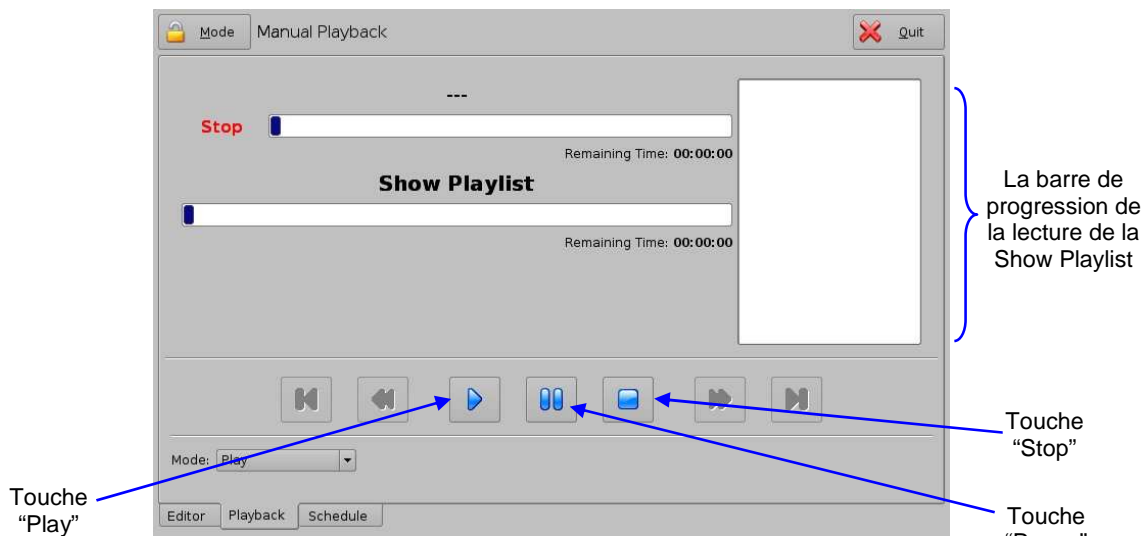 Mode
Manual Playback
Quit
---
Stop
Remaining Time: 00:00:00
Show Playlist
Remaining Time: 00:00:00
La barre de
progression de
la lecture de la
Show Playlist
Touche
“Stop”
Mode: Play
Touche
“Play”
Editor Playback Schedule
Touche